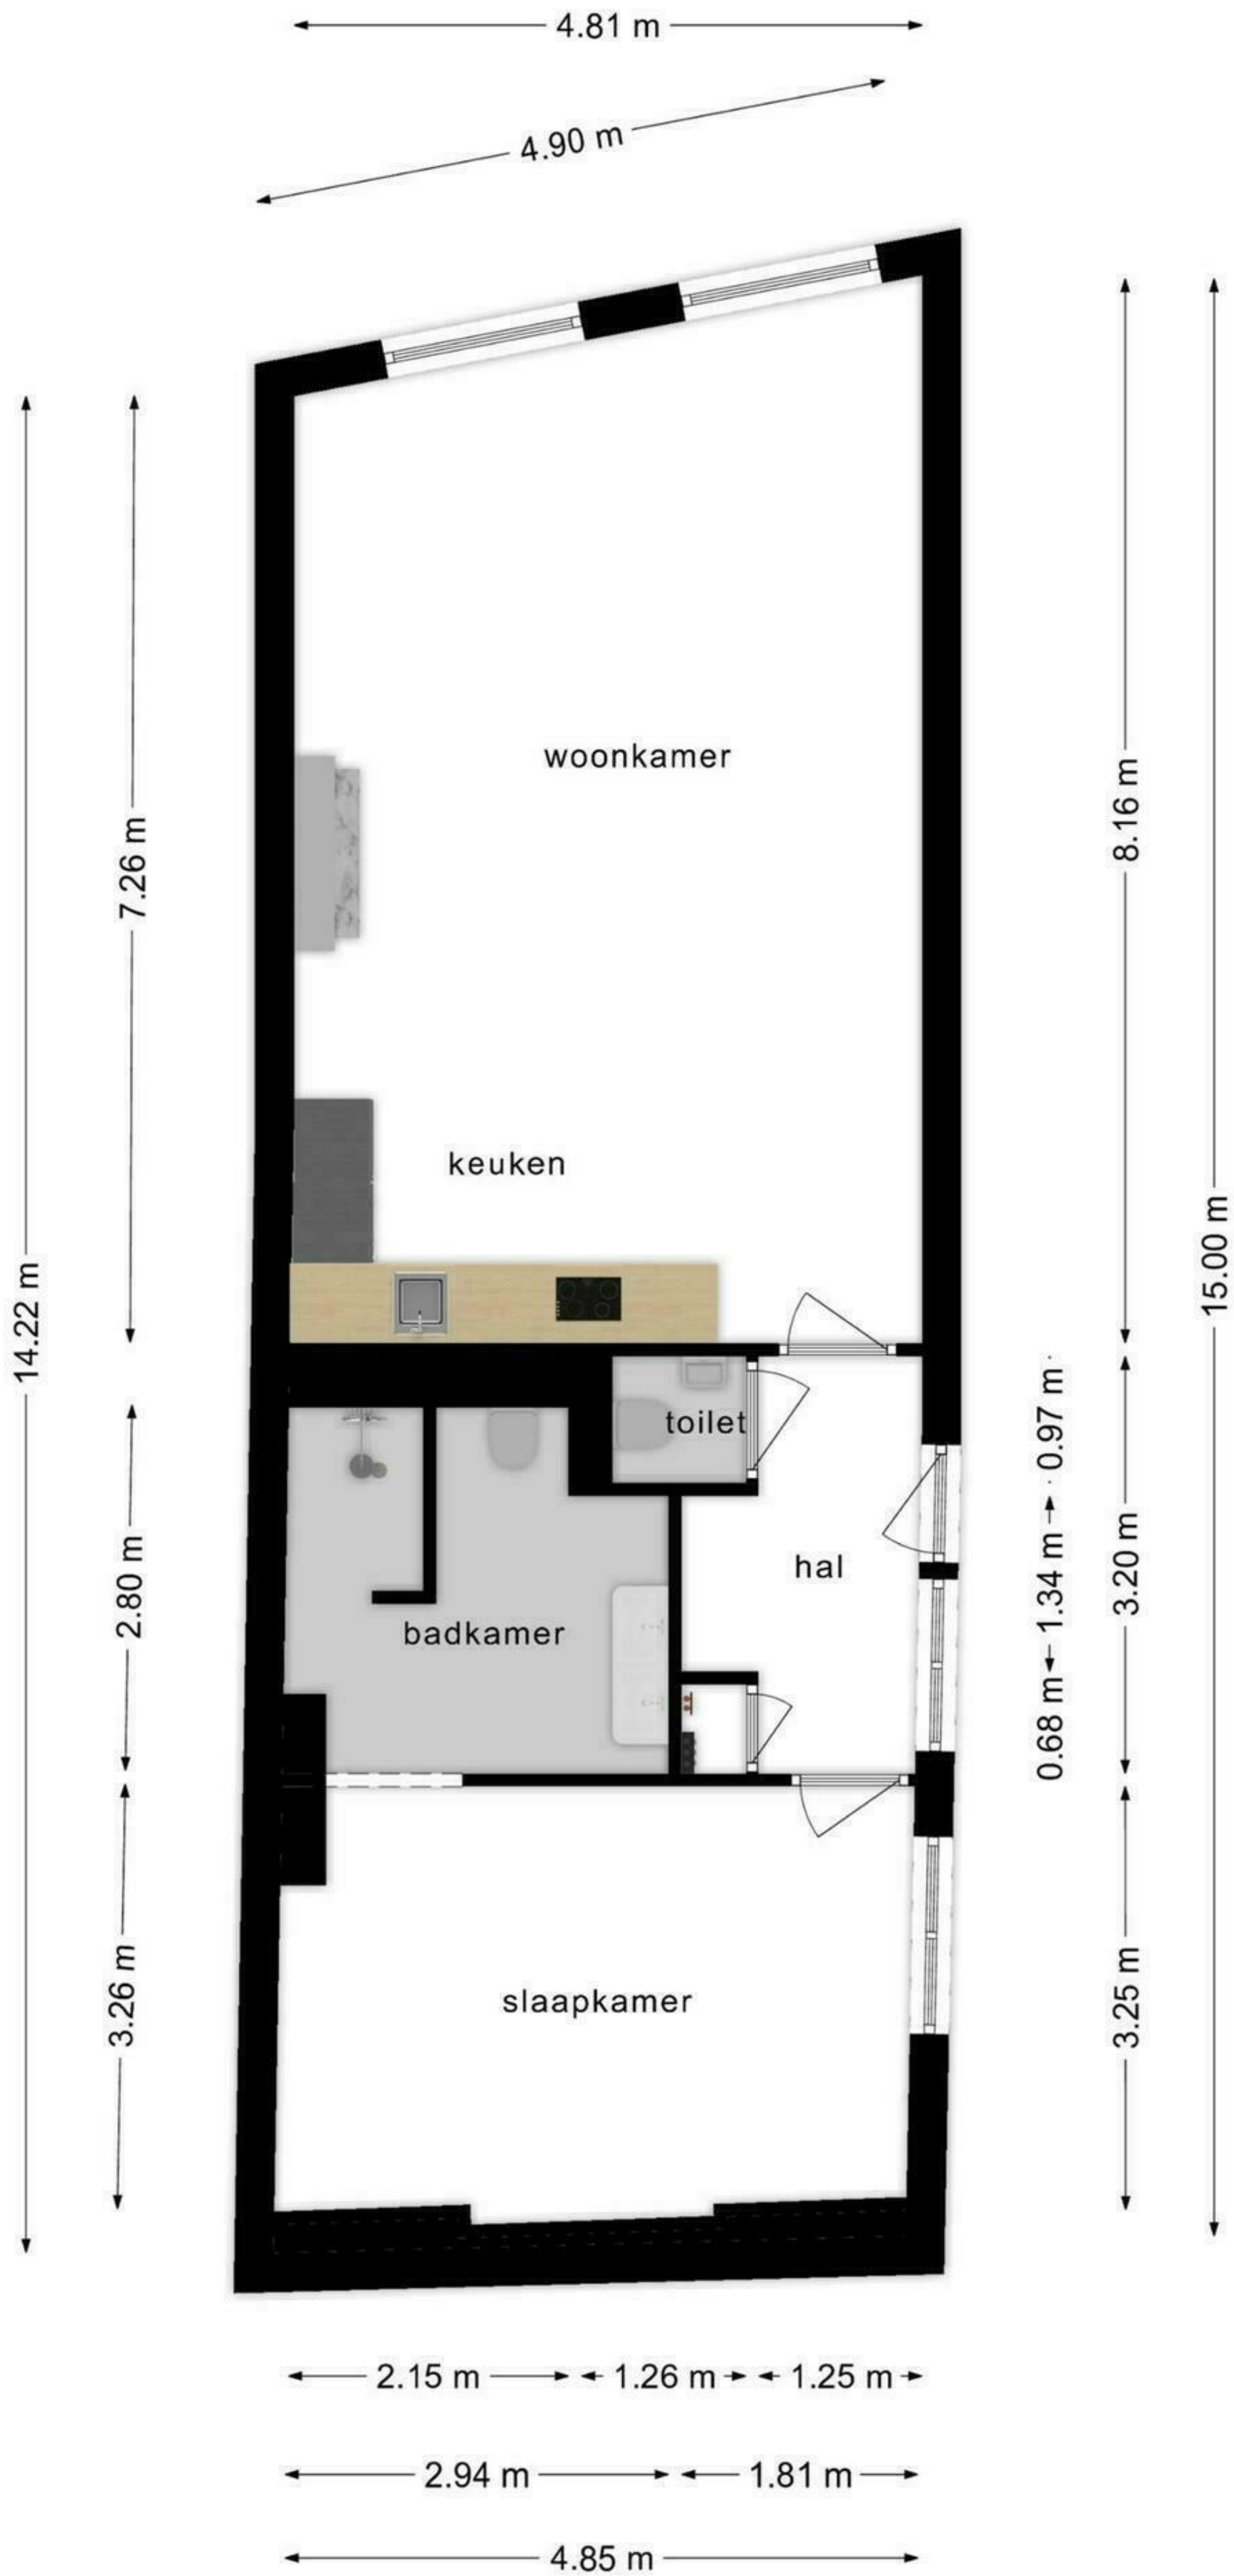 4.81 m
4.90 m
woonkamer
8.16 m
7.26 m
keuken
15.00 m
14.22 m
toilet
0.97 m
1.34 m
0.68 m
3.20 m
hal
2.80 m
badkamer
slaapkamer
3.26 m
3.25 m
2.15 m
1.26 m
1.25 m
2.94 m
1.81 m
4.85 m